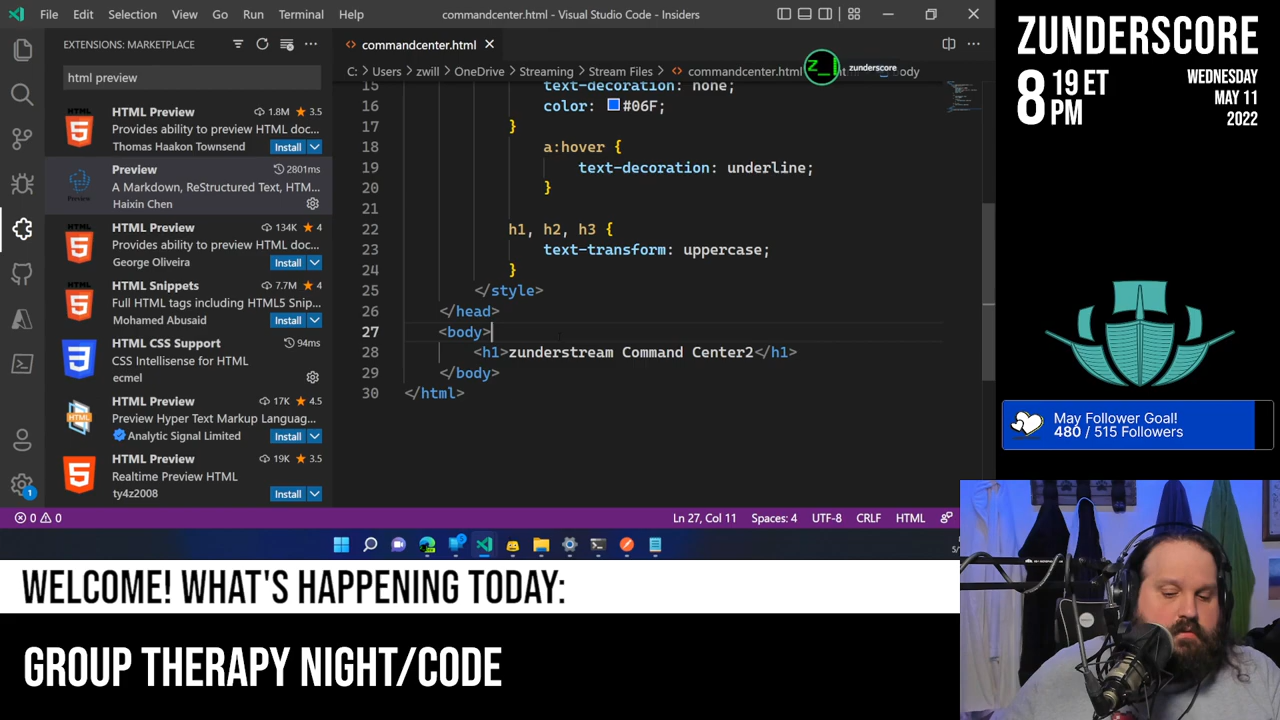 File Edit Selection View Go Run Terminal Help
commandcenter.html - Visual Studio Code - Insiders
EXTENSIONS: MARKETPLACE
html preview
HTML Preview 1.8M 3.5
Provides ability to preview HTML doc...
Thomas Haakon Townsend Install
Preview 2801ms
A Markdown, ReStructured Text, HTM...
Haixin Chen
HTML Preview 134K 4
Provides ability to preview HTML doc...
George Oliveira Install
HTML Snippets 7.7M 4
Full HTML tags including HTML5 Snip...
Mohamed Abusaid Install
HTML CSS Support 94ms
CSS Intellisense for HTML
ecmel
HTML Preview 17K 4.5
Preview Hyper Text Markup Languag...
Analytic Signal Limited Install
HTML Preview 19K 3.5
Realtime Preview HTML
ty4z2008 Install
1
commandcenter.html
C: > Users > zwill > OneDrive > Streaming > Stream Files > commandcenter.html
body
z_
zunderscore
15 text-decoration: none;
16 color: #06F;
17 }
18 a:hover {
19 text-decoration: underline;
20 }
21
22 h1, h2, h3 {
23 text-transform: uppercase;
24 }
25 </style>
26 </head>
27 <body>
28 <h1>zunderstream Command Center2</h1>
29 </body>
30 </html>
0 0
Ln 27, Col 11 Spaces: 4 UTF-8 CRLF HTML
ZUNDERSCORE
8 19 ET
PM
WEDNESDAY
MAY 11
2022
May Follower Goal!
480 / 515 Followers
WELCOME! WHAT'S HAPPENING TODAY:
GROUP THERAPY NIGHT/CODE